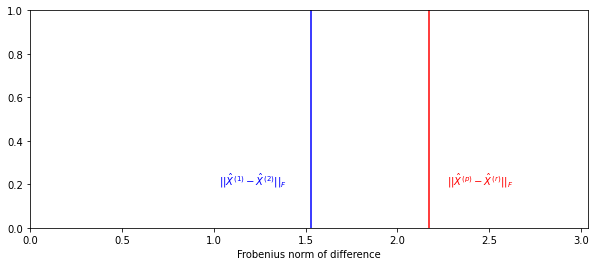 1.0
0.8
0.6
0.4
0.2
0.0
||X̂⁽¹⁾ − X̂⁽²⁾||_F
||X̂⁽ᵖ⁾ − X̂⁽ʳ⁾||_F
0.0 0.5 1.0 1.5 2.0 2.5 3.0
Frobenius norm of difference